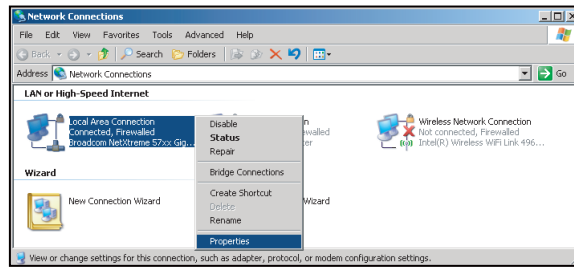 Network Connections
File Edit View Favorites Tools Advanced Help
Back Search Folders
Address Network Connections Go
LAN or High-Speed Internet
Local Area Connection
Connected, Firewalled
Broadcom NetXtreme 57xx Gig...
Disable
Status
Repair
Bridge Connections
Create Shortcut
Delete
Rename
Properties
Wireless Network Connection
Not connected, Firewalled
Intel(R) Wireless WiFi Link 496...
Wizard
New Connection Wizard
Wizard
View or change settings for this connection, such as adapter, protocol, or modem configuration settings.